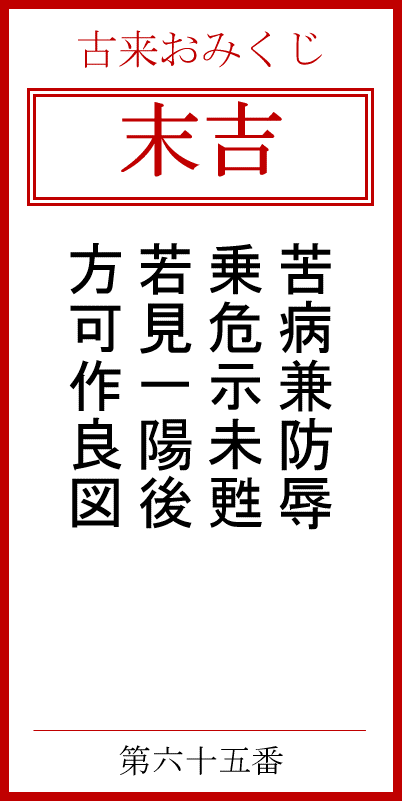 古来おみくじ
末吉
苦病兼防辱
乗危示未甦
若見一陽後
方可作良図
第六十五番